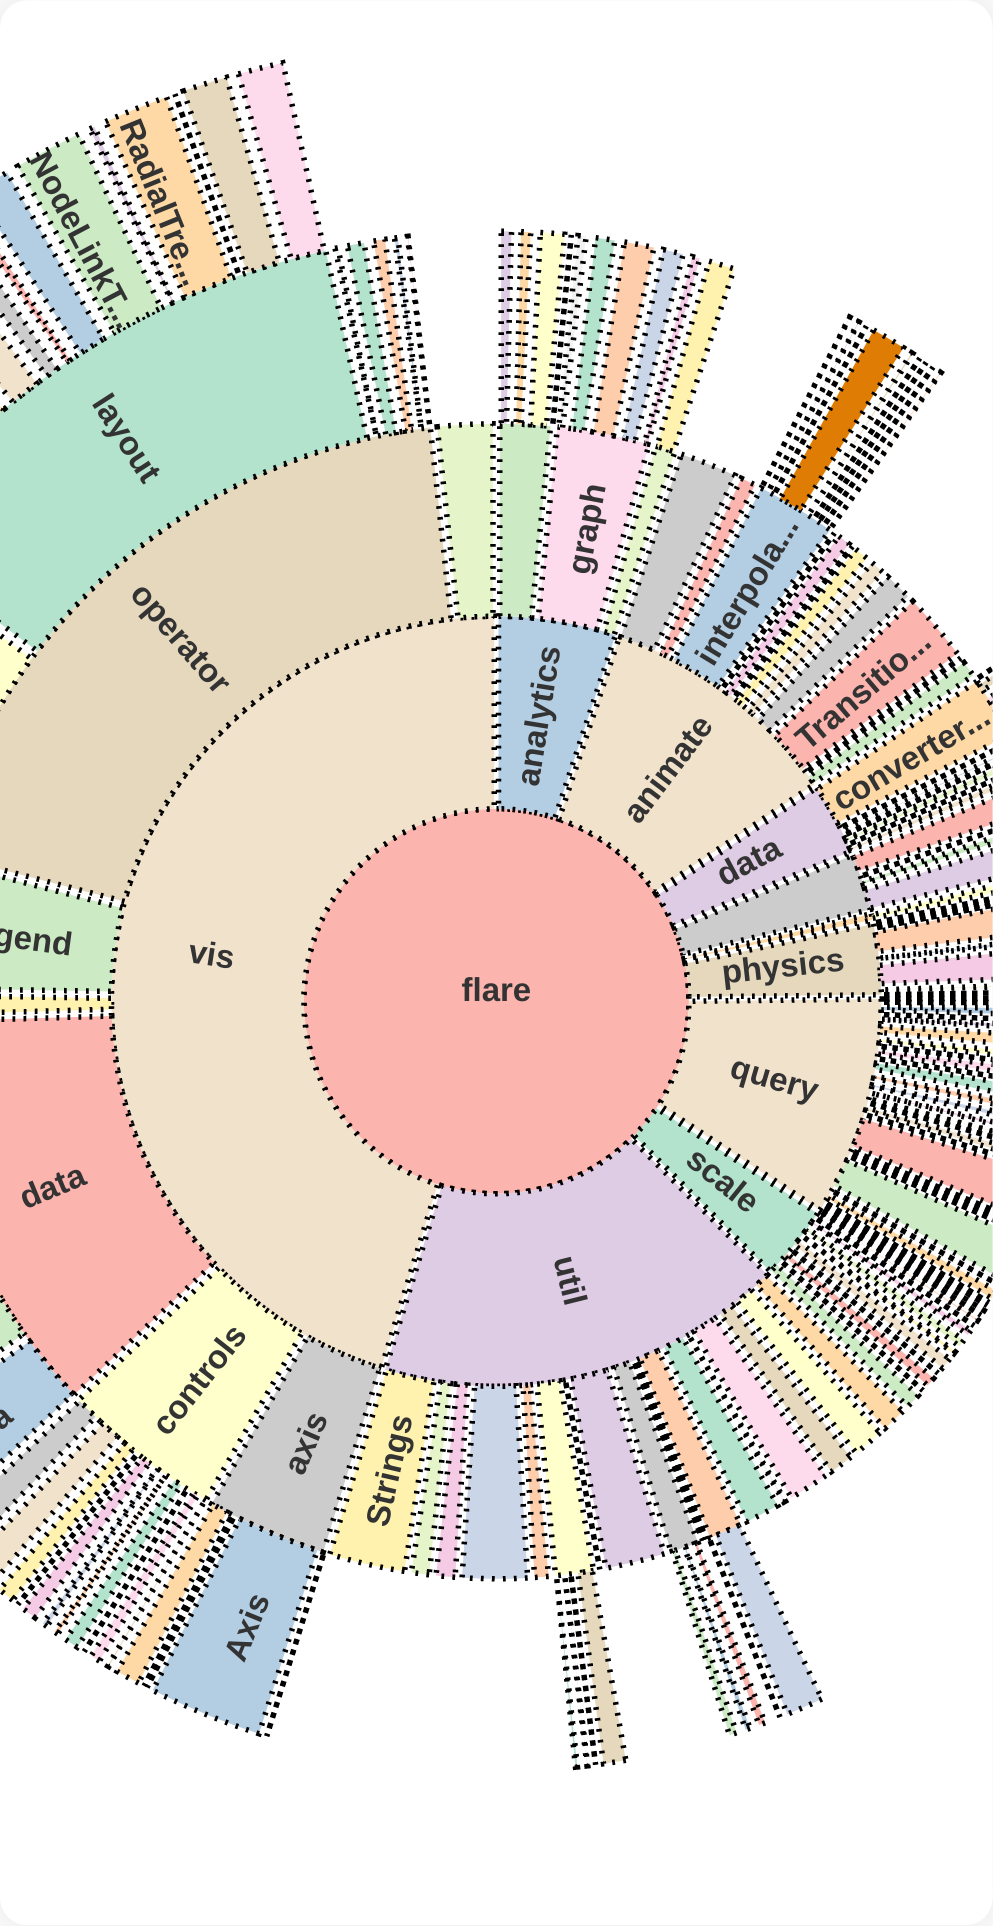 RadialTre...
NodeLinkT...
layout
operator
graph
interpola...
analytics
animate
Transitio...
converter...
data
gend
vis
flare
physics
query
data
scale
util
controls
axis
Strings
a
Axis